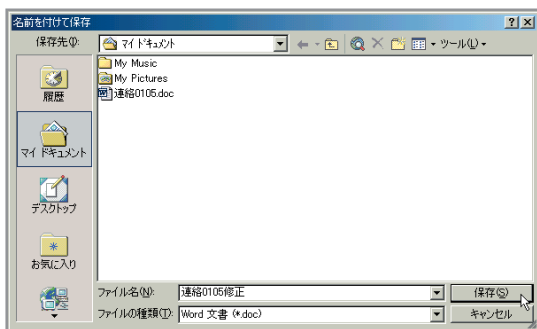 名前を付けて保存
保存先(I): マイ ドキュメント ツール(L)
My Music
My Pictures
連絡0105.doc
履歴
マイ ドキュメント
デスクトップ
お気に入り
ファイル名(N): 連絡0105修正 保存(S)
ファイルの種類(T): Word 文書 (*.doc) キャンセル